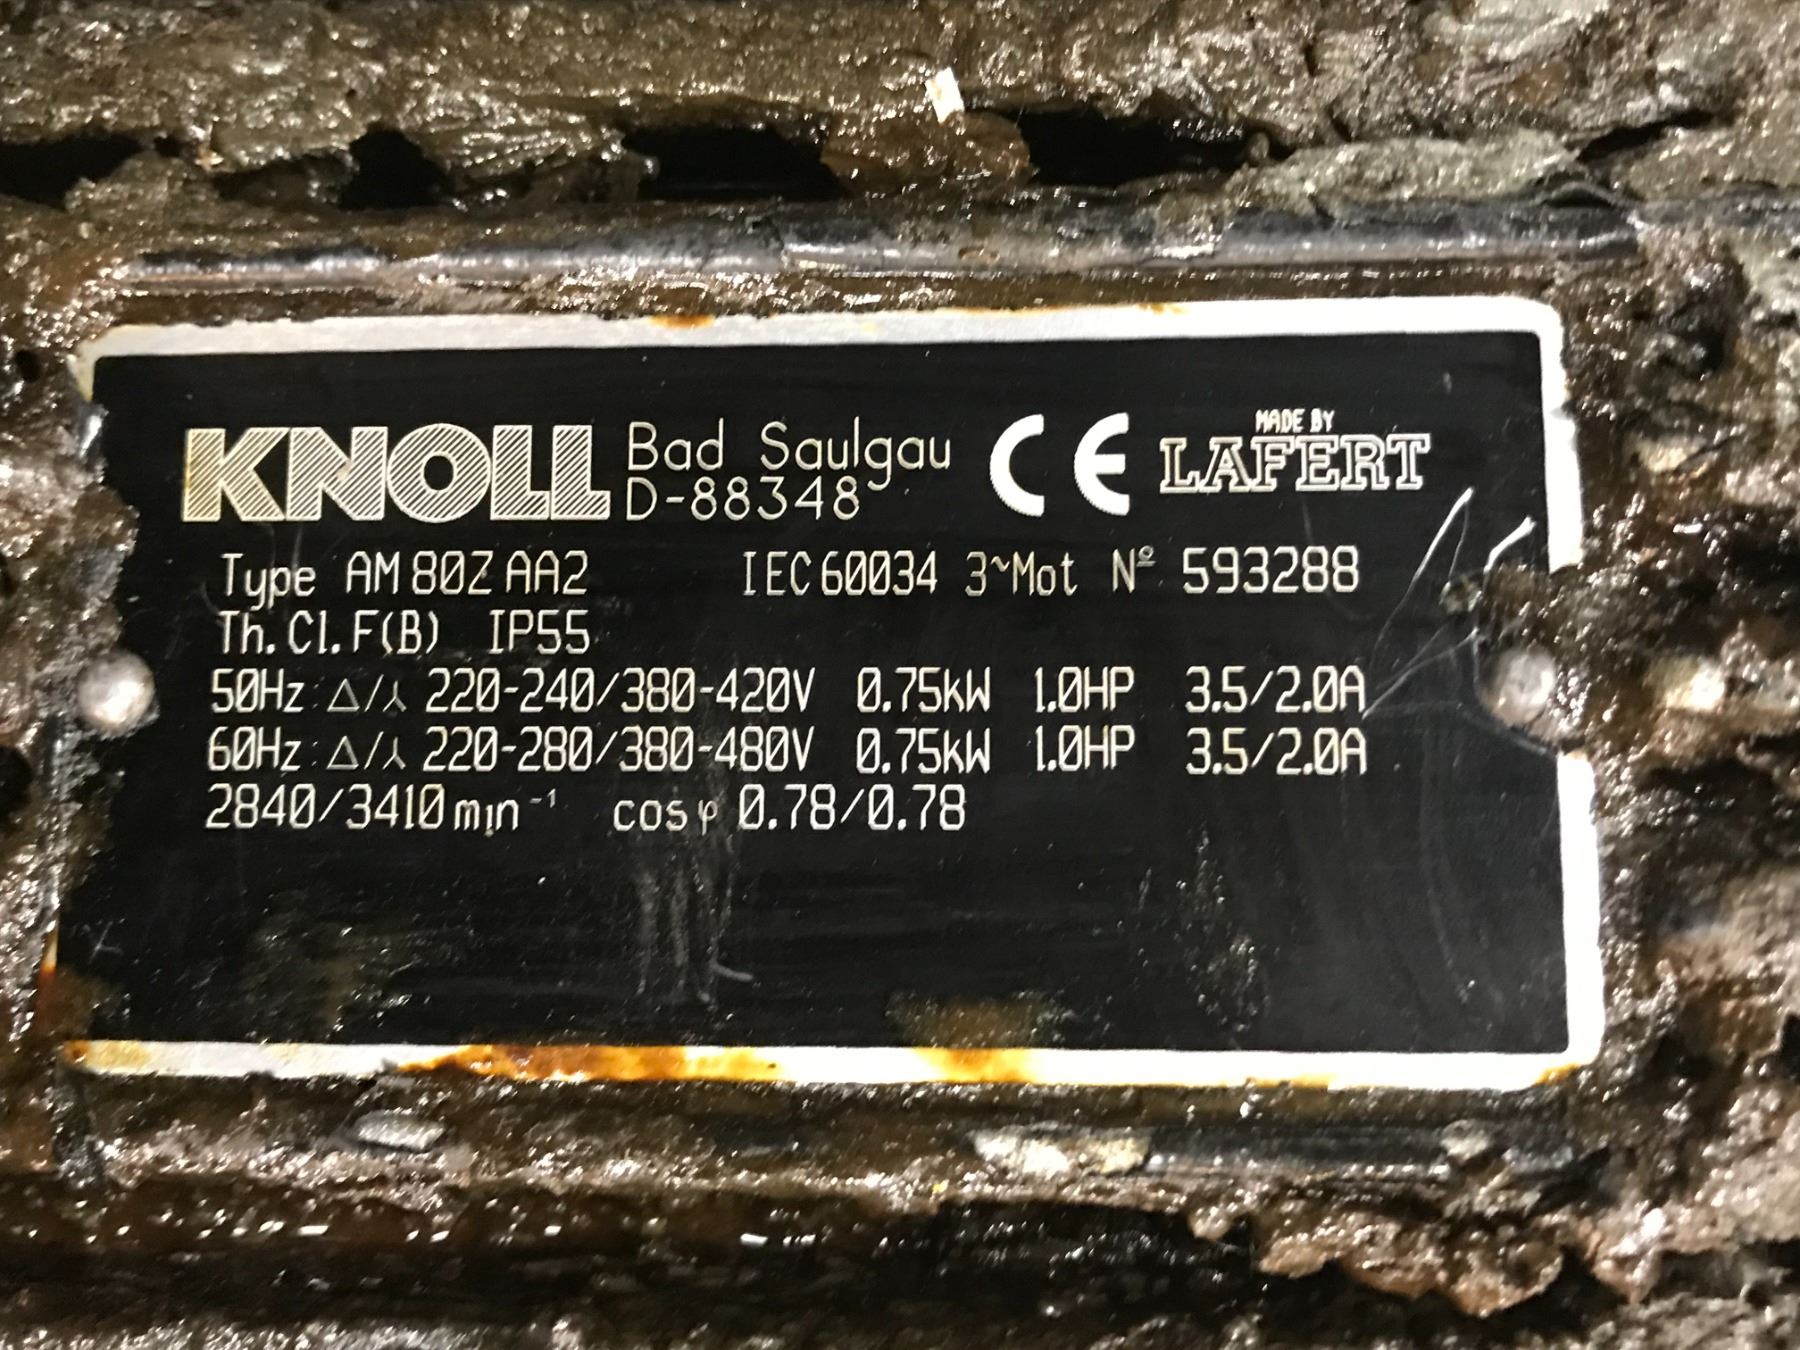 KNOLL Bad Saulgau D-88348 CE MADE BY LAFERT
Type AM 80Z AA2 IEC 60034 3~Mot Nº 593288
Th. Cl. F(B) IP55
50Hz: Δ/⅄ 220-240/380-420V 0.75kW 1.0HP 3.5/2.0A
60Hz: Δ/⅄ 220-280/380-480V 0.75kW 1.0HP 3.5/2.0A
2840/3410 min⁻¹ cos φ 0.78/0.78